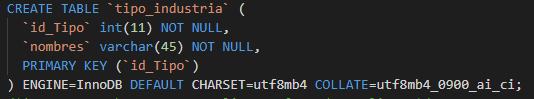 CREATE TABLE `tipo_industria` (
`id_Tipo` int(11) NOT NULL,
`nombres` varchar(45) NOT NULL,
PRIMARY KEY (`id_Tipo`)
) ENGINE=InnoDB DEFAULT CHARSET=utf8mb4 COLLATE=utf8mb4_0900_ai_ci;